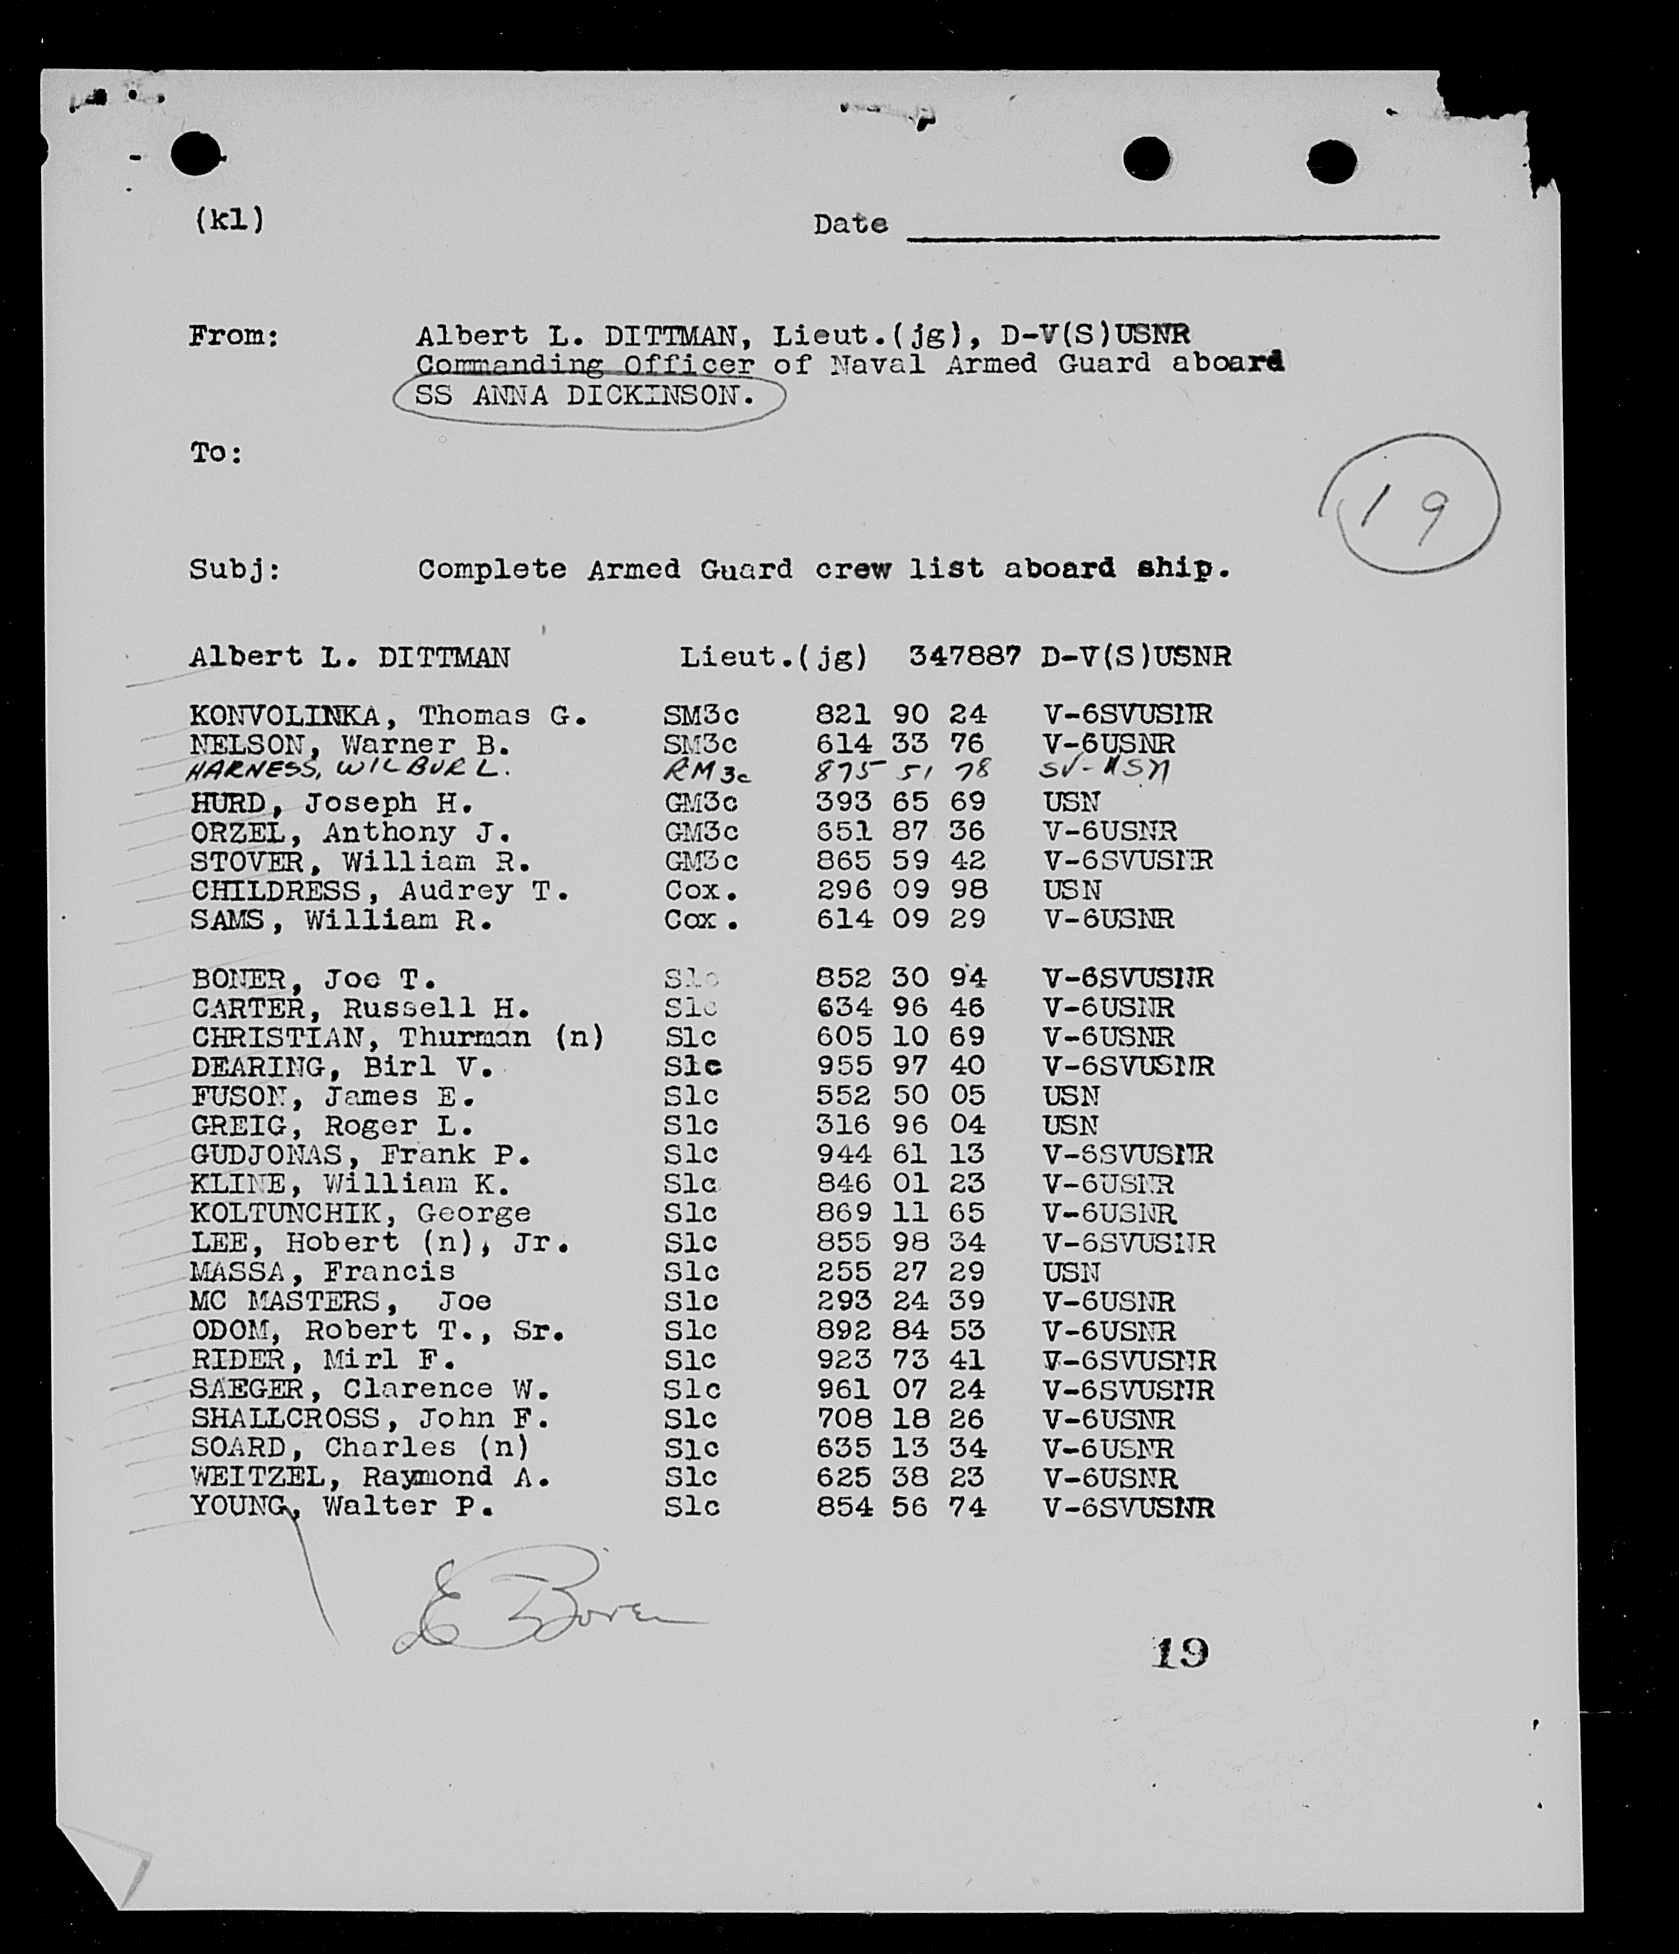 (kl) Date
From: Albert L. DITTMAN, Lieut.(jg), D-V(S)USNR
Commanding Officer of Naval Armed Guard aboard
SS ANNA DICKINSON.
To:
19
Subj: Complete Armed Guard crew list aboard ship.
Albert L. DITTMAN Lieut.(jg) 347887 D-V(S)USNR
KONVOLINKA, Thomas G. SM3c 821 90 24 V-6SVUSNR
NELSON, Warner B. SM3c 614 33 76 V-6USNR
HARNESS, WILBUR L. RM3c 875 51 78 SV-USN
HURD, Joseph H. GM3c 393 65 69 USN
ORZEL, Anthony J. GM3c 651 87 36 V-6USNR
STOVER, William R. GM3c 865 59 42 V-6SVUSNR
CHILDRESS, Audrey T. Cox. 296 09 98 USN
SAMS, William R. Cox. 614 09 29 V-6USNR
BONER, Joe T. S1c 852 30 94 V-6SVUSNR
CARTER, Russell H. S1c 634 96 46 V-6USNR
CHRISTIAN, Thurman (n) S1c 605 10 69 V-6USNR
DEARING, Birl V. S1c 955 97 40 V-6SVUSNR
FUSON, James E. S1c 552 50 05 USN
GREIG, Roger L. S1c 316 96 04 USN
GUDJONAS, Frank P. S1c 944 61 13 V-6SVUSNR
KLINE, William K. S1c 846 01 23 V-6USNR
KOLTUNCHIK, George S1c 869 11 65 V-6USNR
LEE, Hobert (n), Jr. S1c 855 98 34 V-6SVUSNR
MASSA, Francis S1c 255 27 29 USN
MC MASTERS, Joe S1c 293 24 39 V-6USNR
ODOM, Robert T., Sr. S1c 892 84 53 V-6USNR
RIDER, Mirl F. S1c 923 73 41 V-6SVUSNR
SAEGER, Clarence W. S1c 961 07 24 V-6SVUSNR
SHALLCROSS, John F. S1c 708 18 26 V-6USNR
SOARD, Charles (n) S1c 635 13 34 V-6USNR
WEITZEL, Raymond A. S1c 625 38 23 V-6USNR
YOUNG, Walter P. S1c 854 56 74 V-6SVUSNR
19